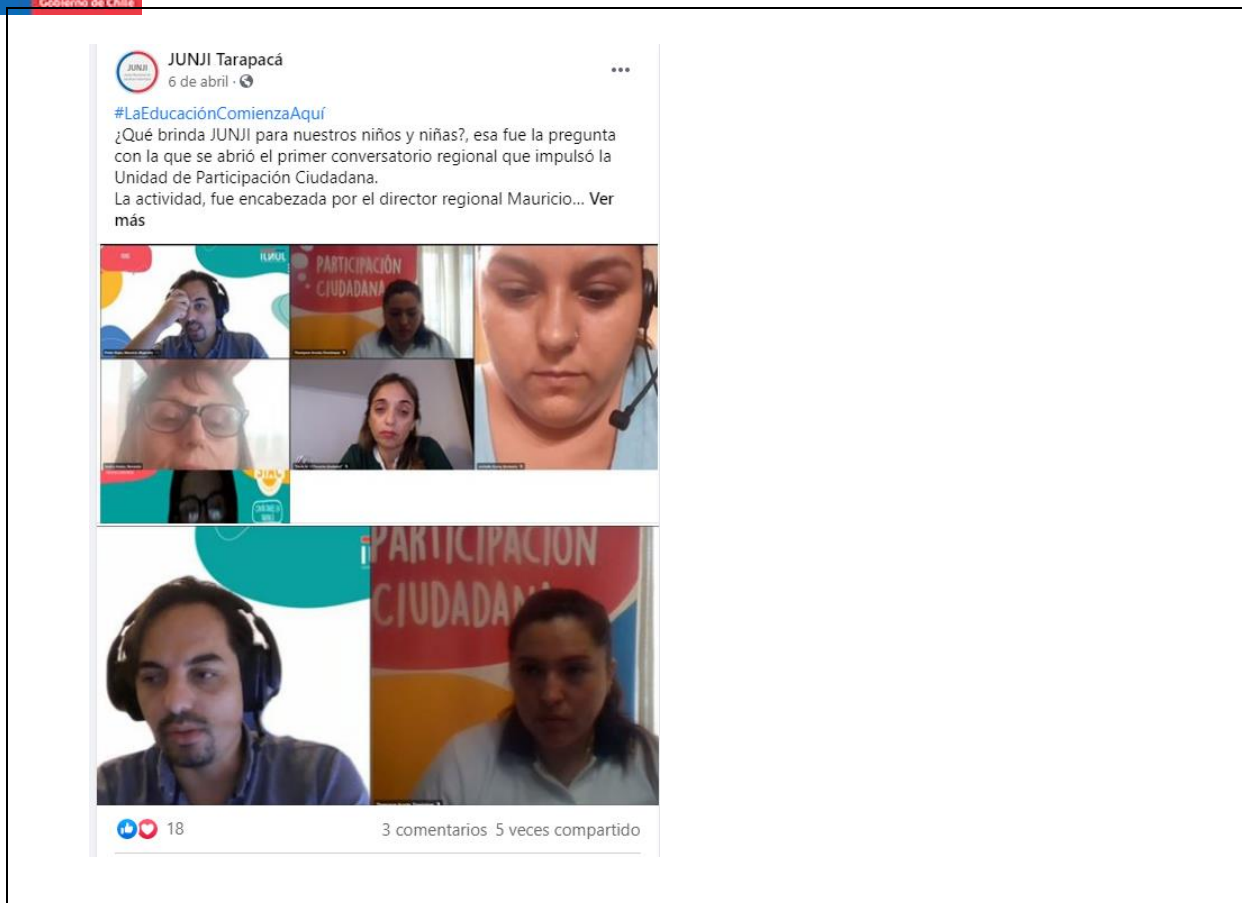 Gobierno de Chile
JUNJI
JUNJI Tarapacá
6 de abril
#LaEducaciónComienzaAquí
¿Qué brinda JUNJI para nuestros niños y niñas?, esa fue la pregunta
con la que se abrió el primer conversatorio regional que impulsó la
Unidad de Participación Ciudadana.
La actividad, fue encabezada por el director regional Mauricio... Ver
más
PARTICIPACIÓN
CIUDADANA
PARTICIPACIÓN
CIUDADANA
18
3 comentarios 5 veces compartido